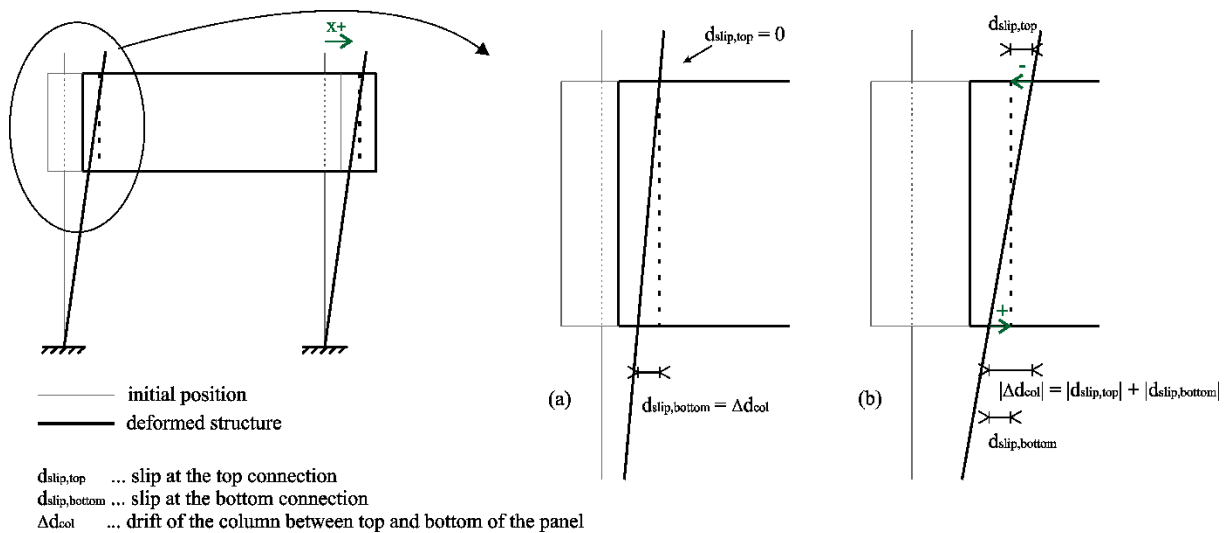 x+
initial position
deformed structure
dslip,top ... slip at the top connection
dslip,bottom ... slip at the bottom connection
Δdcol ... drift of the column between top and bottom of the panel
dslip,top = 0
(a)
dslip,bottom = Δdcol
dslip,top
-
+
(b)
|Δdcol| = |dslip,top| + |dslip,bottom|
dslip,bottom